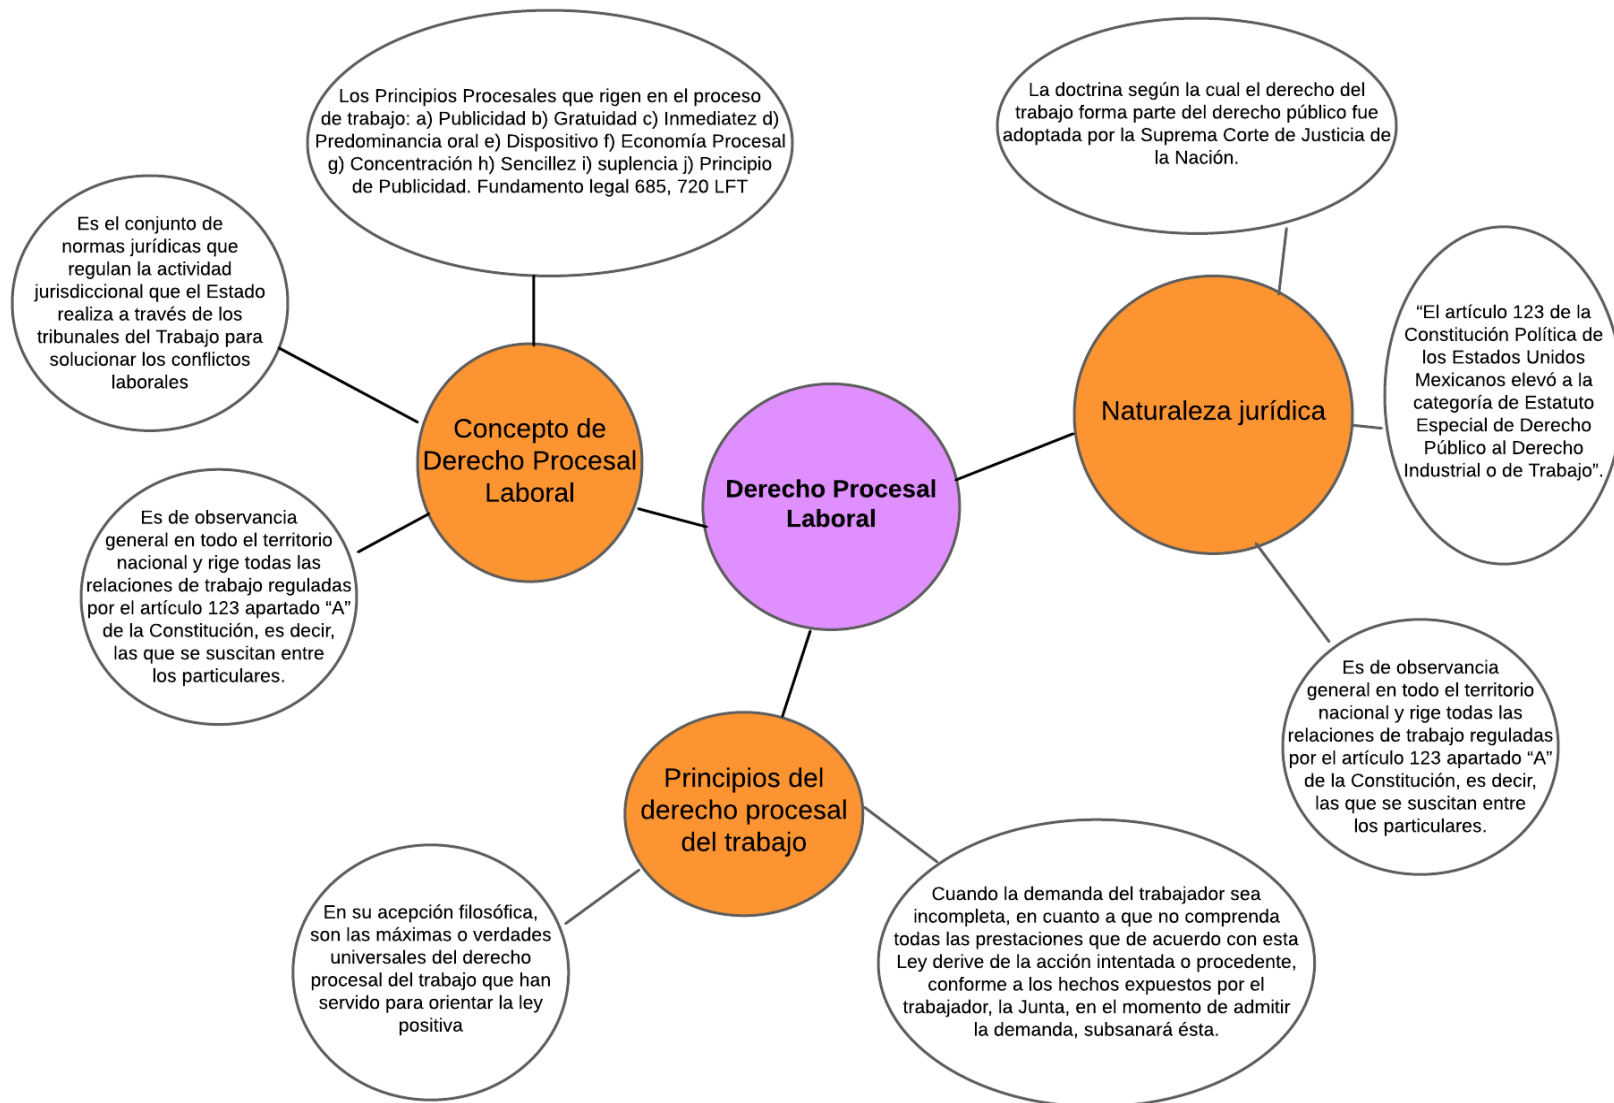 Los Principios Procesales que rigen en el proceso
de trabajo: a) Publicidad b) Gratuidad c) Inmediatez d)
Predominancia oral e) Dispositivo f) Economía Procesal
g) Concentración h) Sencillez i) suplencia j) Principio
de Publicidad. Fundamento legal 685, 720 LFT
La doctrina según la cual el derecho del
trabajo forma parte del derecho público fue
adoptada por la Suprema Corte de Justicia de
la Nación.
Es el conjunto de
normas jurídicas que
regulan la actividad
jurisdiccional que el Estado
realiza a través de los
tribunales del Trabajo para
solucionar los conflictos
laborales
“El artículo 123 de la
Constitución Política de
los Estados Unidos
Mexicanos elevó a la
categoría de Estatuto
Especial de Derecho
Público al Derecho
Industrial o de Trabajo”.
Concepto de
Derecho Procesal
Laboral
Derecho Procesal
Laboral
Naturaleza jurídica
Es de observancia
general en todo el territorio
nacional y rige todas las
relaciones de trabajo reguladas
por el artículo 123 apartado “A”
de la Constitución, es decir,
las que se suscitan entre
los particulares.
Es de observancia
general en todo el territorio
nacional y rige todas las
relaciones de trabajo reguladas
por el artículo 123 apartado “A”
de la Constitución, es decir,
las que se suscitan entre
los particulares.
Principios del
derecho procesal
del trabajo
En su acepción filosófica,
son las máximas o verdades
universales del derecho
procesal del trabajo que han
servido para orientar la ley
positiva
Cuando la demanda del trabajador sea
incompleta, en cuanto a que no comprenda
todas las prestaciones que de acuerdo con esta
Ley derive de la acción intentada o procedente,
conforme a los hechos expuestos por el
trabajador, la Junta, en el momento de admitir
la demanda, subsanará ésta.